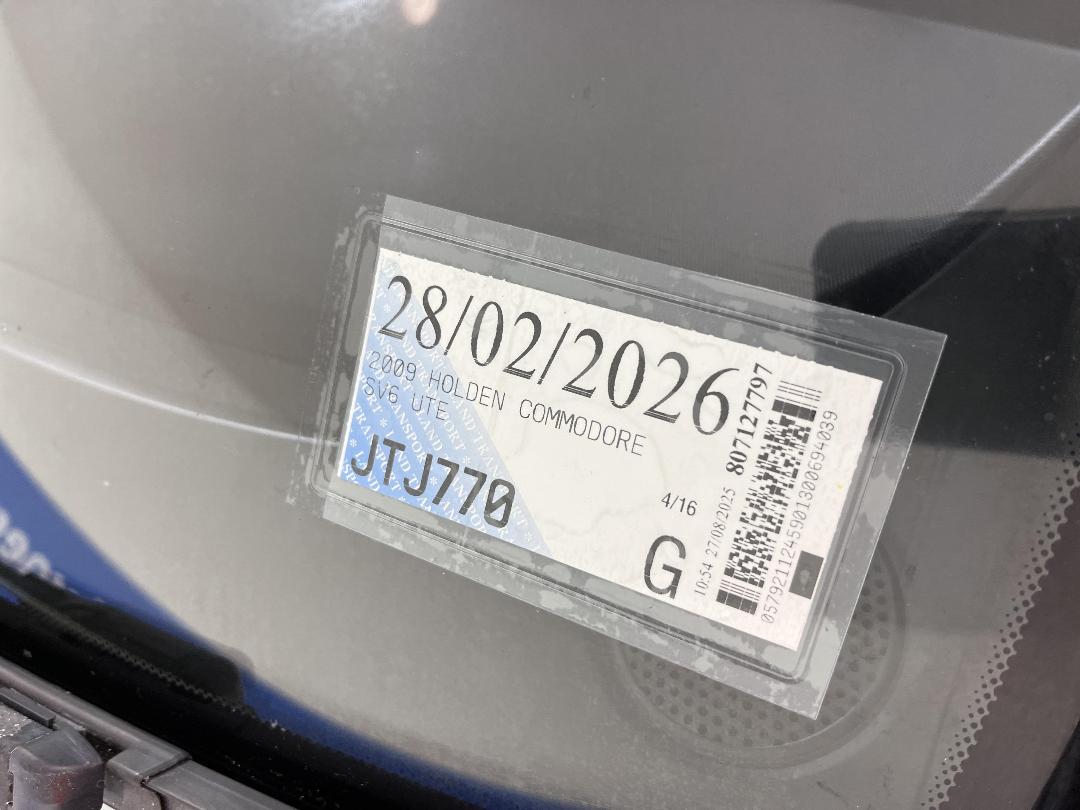 28/02/2026
2009 HOLDEN COMMODORE
SV6 UTE
JTJ770
4/16
G
10:54 27/08/2025 807127797
0579211245901300694039